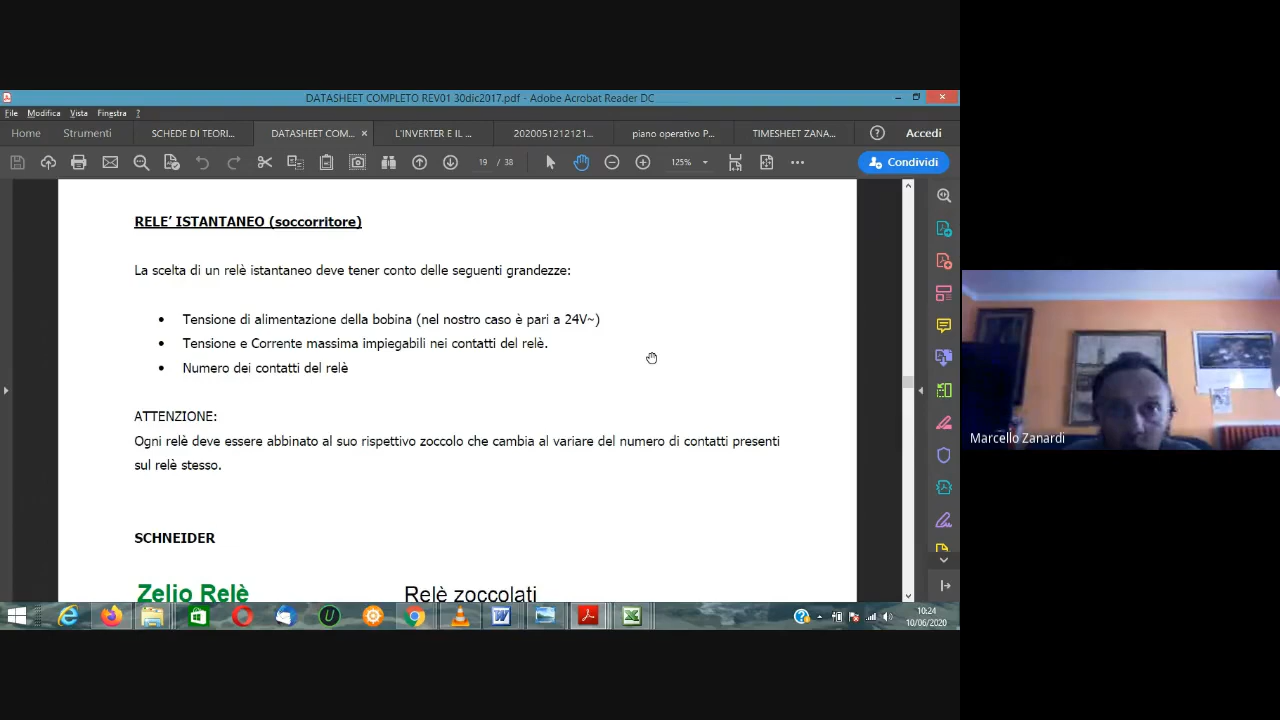 DATASHEET COMPLETO REV01 30dic2017.pdf - Adobe Acrobat Reader DC
File Modifica Vista Finestra ?
Home Strumenti SCHEDE DI TEORI... DATASHEET COM... × L'INVERTER E IL ... 2020051212121... piano operativo P... TIMESHEET ZANA... ? Accedi
19 / 38 125% Condividi
RELE' ISTANTANEO (soccorritore)
La scelta di un relè istantaneo deve tener conto delle seguenti grandezze:
• Tensione di alimentazione della bobina (nel nostro caso è pari a 24V~)
• Tensione e Corrente massima impiegabili nei contatti del relè.
• Numero dei contatti del relè
ATTENZIONE:
Ogni relè deve essere abbinato al suo rispettivo zoccolo che cambia al variare del numero di contatti presenti
sul relè stesso.
SCHNEIDER
Zelio Relè Relè zoccolati
10:24
10/06/2020
Marcello Zanardi